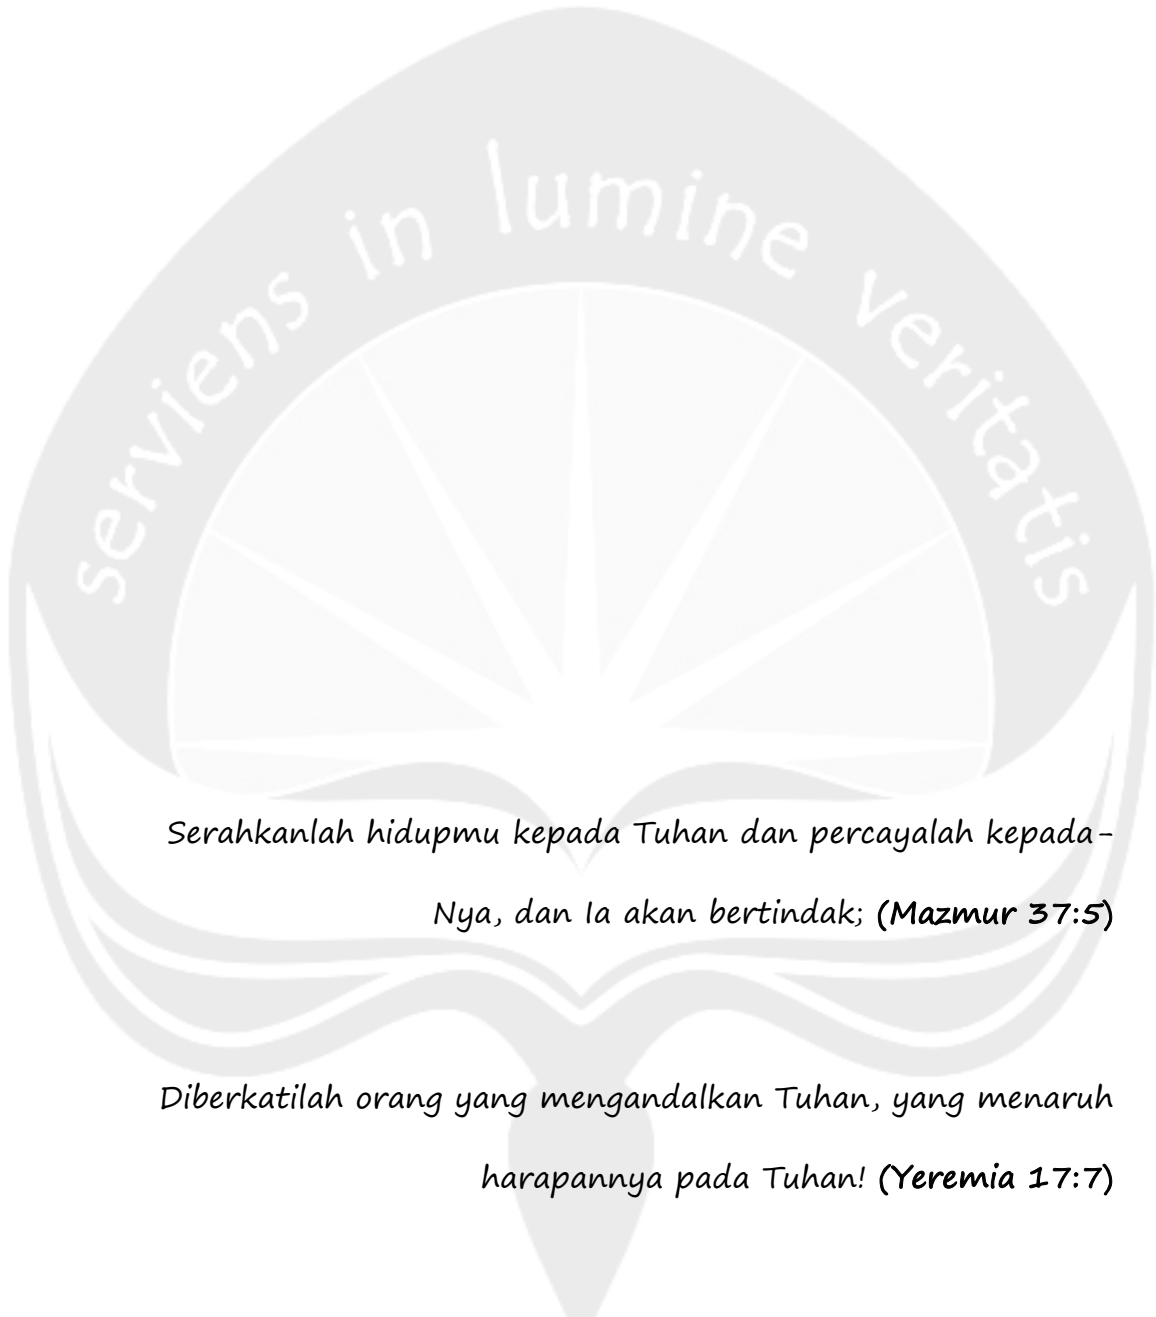 serviens in lumine veritatis
Serahkanlah hidupmu kepada Tuhan dan percayalah kepada-
Nya, dan Ia akan bertindak; (Mazmur 37:5)
Diberkatilah orang yang mengandalkan Tuhan, yang menaruh
harapannya pada Tuhan! (Yeremia 17:7)